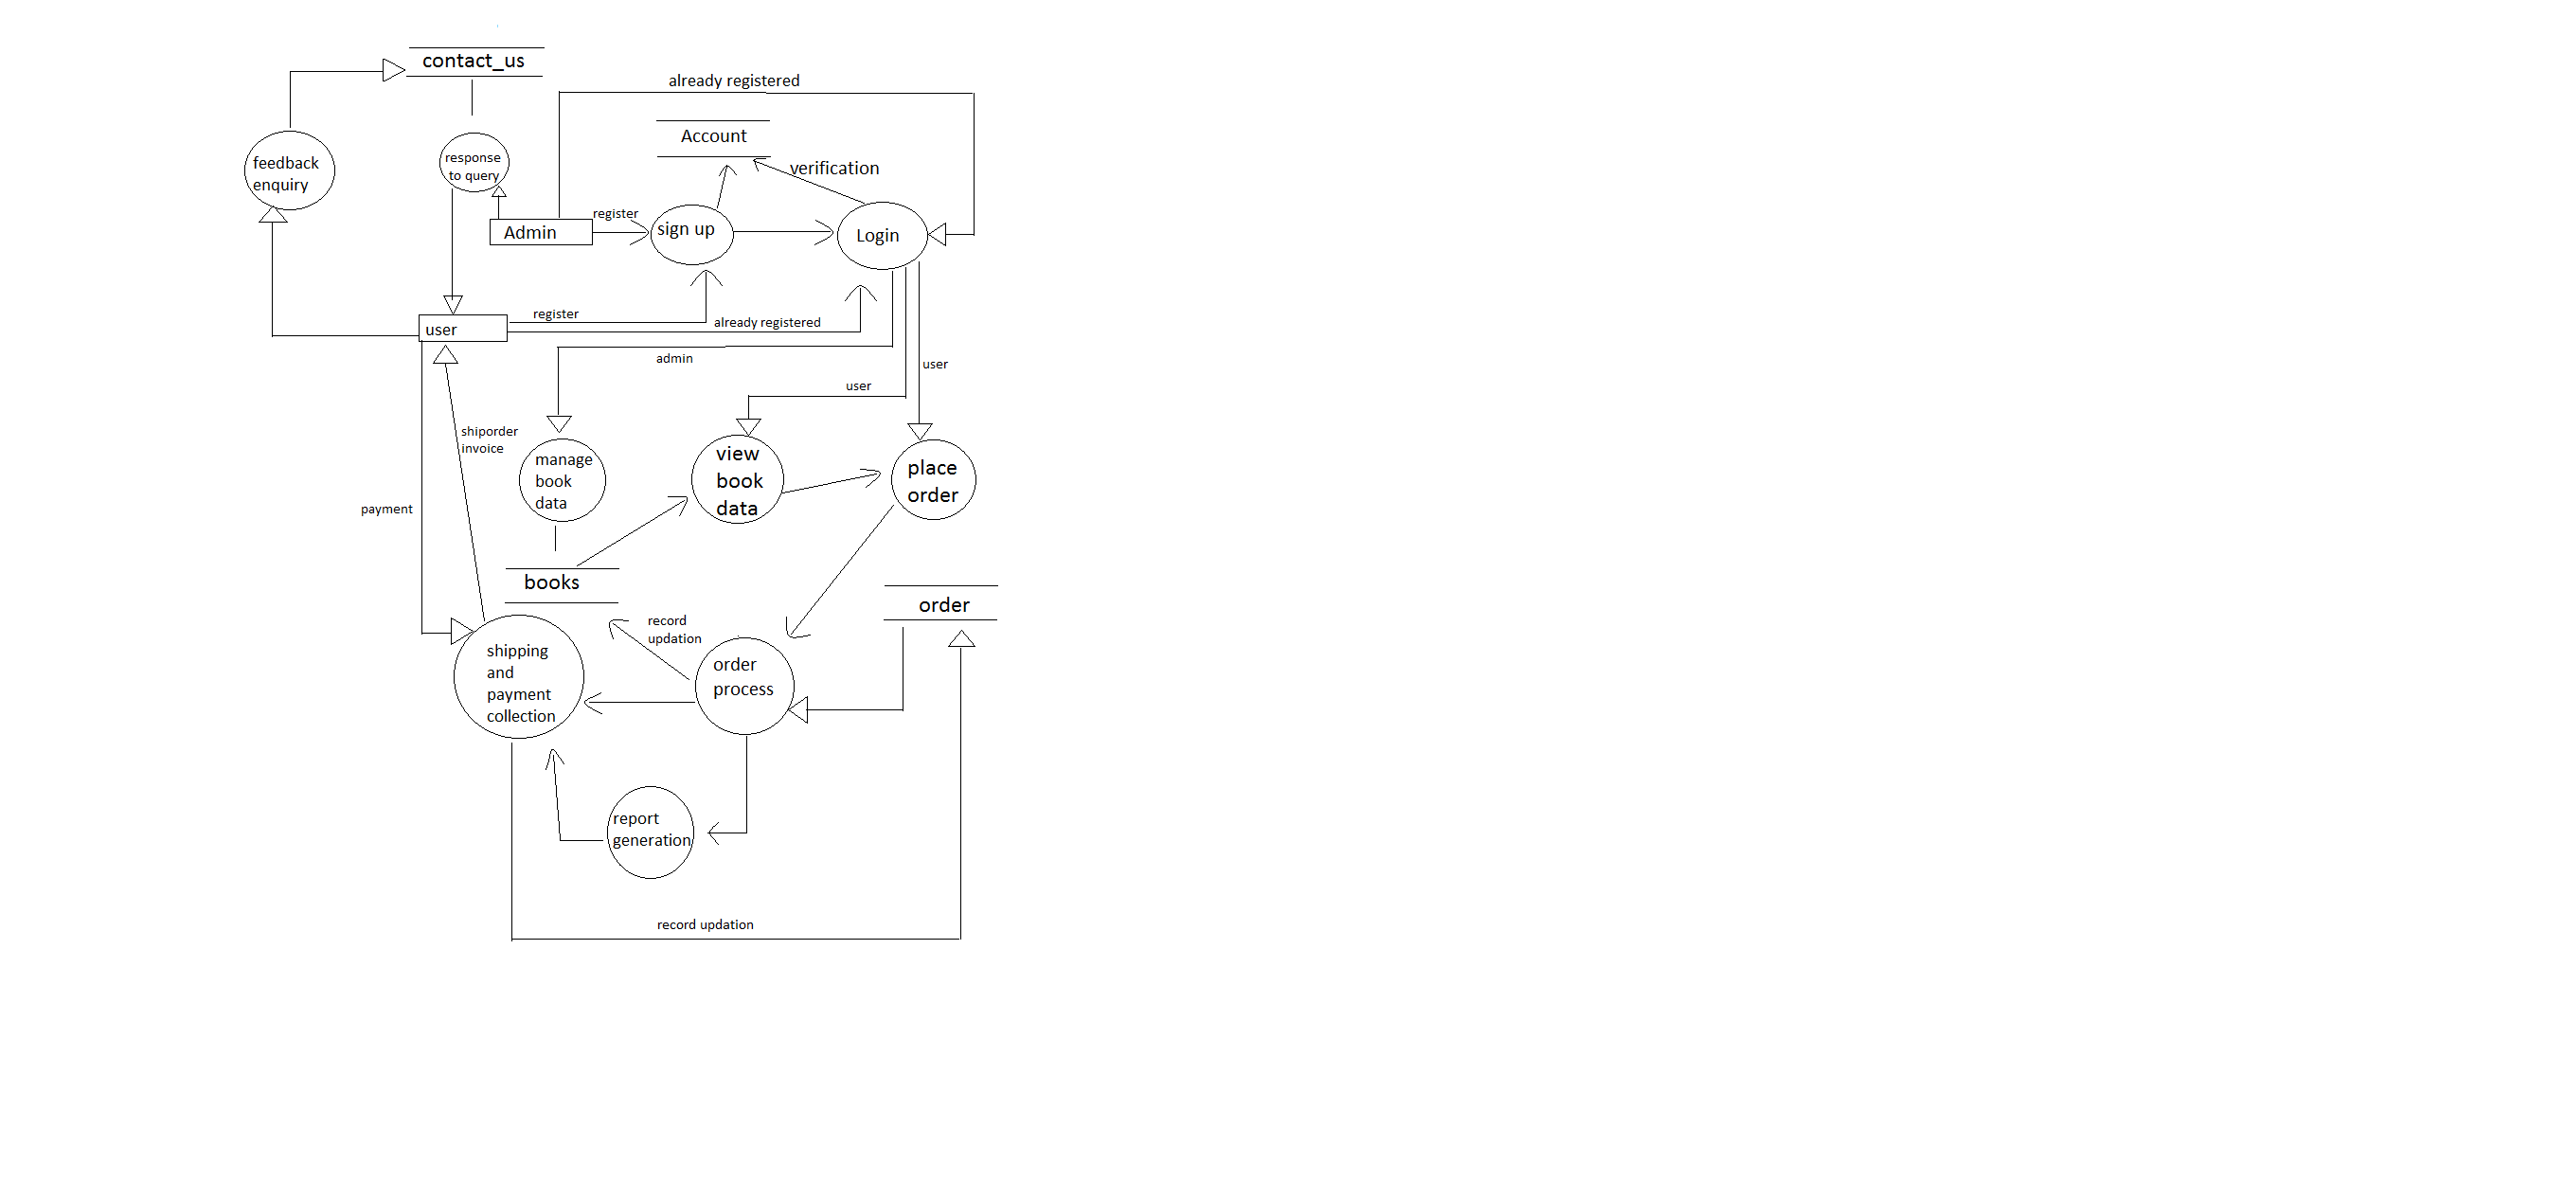 contact_us
already registered
Account
feedback
enquiry
response
to query
verification
register
Admin
sign up
Login
register
already registered
user
admin
user
user
shiporder
invoice
manage
book
data
view
book
data
place
order
payment
books
order
record
updation
shipping
and
payment
collection
order
process
report
generation
record updation